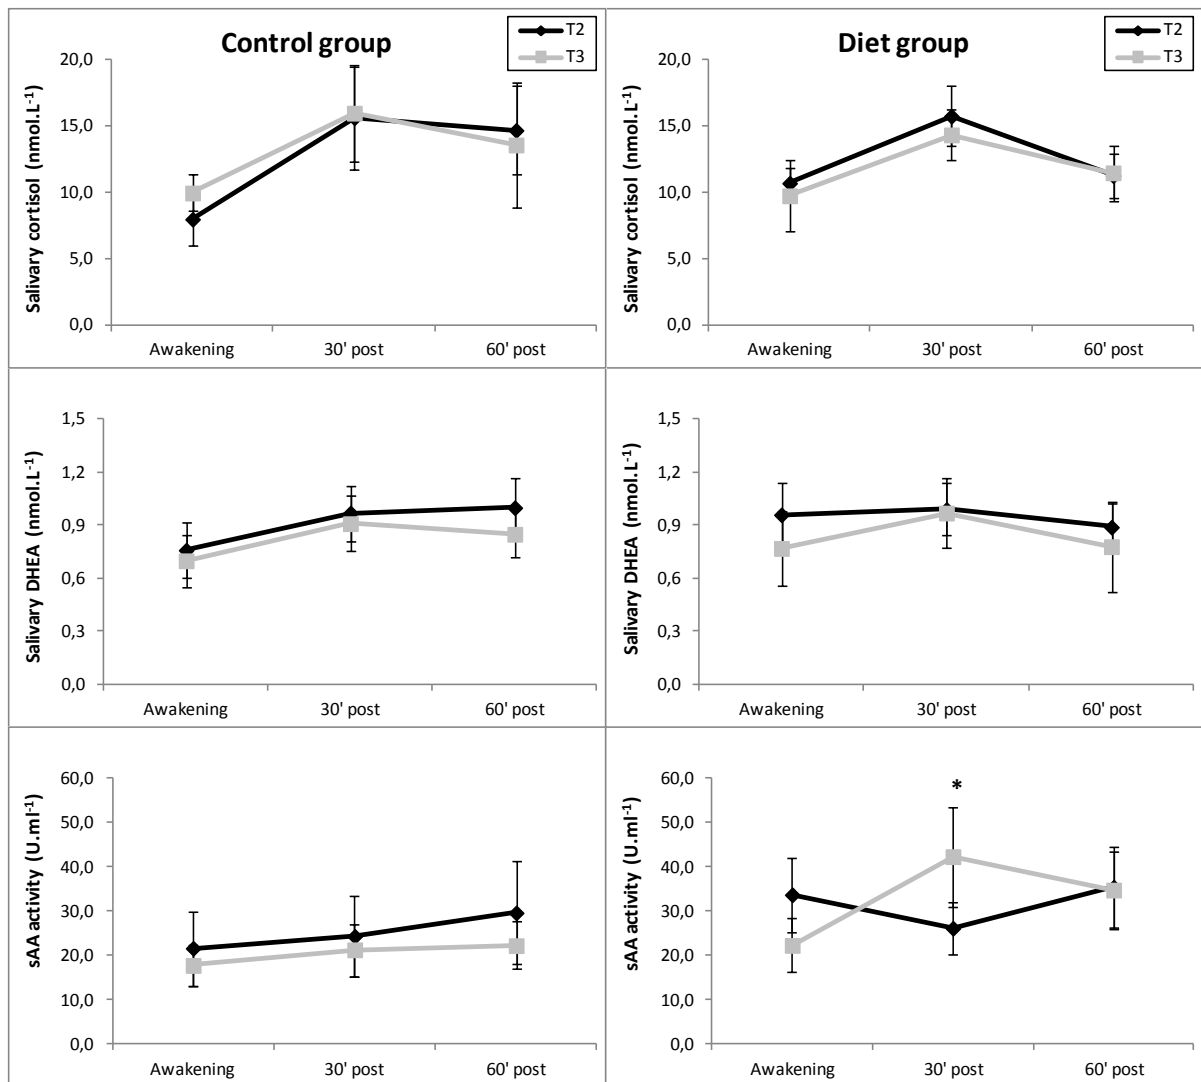 Control group
T2
T3
Salivary cortisol (nmol.L-1)
20,0
15,0
10,0
5,0
0,0
Awakening 30' post 60' post
Diet group
T2
T3
Salivary cortisol (nmol.L-1)
20,0
15,0
10,0
5,0
0,0
Awakening 30' post 60' post
Salivary DHEA (nmol.L-1)
1,5
1,2
0,9
0,6
0,3
0,0
Awakening 30' post 60' post
Salivary DHEA (nmol.L-1)
1,5
1,2
0,9
0,6
0,3
0,0
Awakening 30' post 60' post
sAA activity (U.ml-1)
60,0
50,0
40,0
30,0
20,0
10,0
0,0
Awakening 30' post 60' post
sAA activity (U.ml-1)
60,0
50,0
40,0
30,0
20,0
10,0
0,0
*
Awakening 30' post 60' post